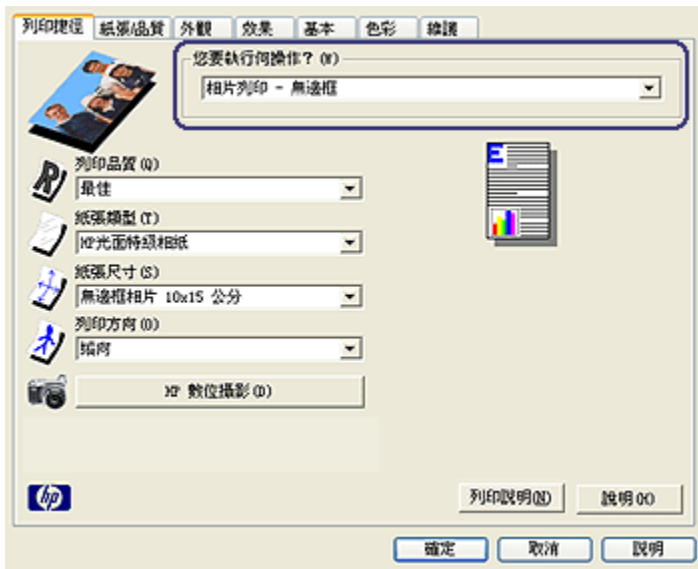 列印捷徑 紙張/品質 外觀 效果 基本 色彩 維護
您要執行何操作? (W)
相片列印 - 無邊框
列印品質(Q)
最佳
紙張類型(T)
HP光面特級相紙
紙張尺寸(S)
無邊框相片 10x15 公分
列印方向(O)
縱向
HP 數位攝影(D)
E
hp
列印說明(N) 說明(H)
確定 取消 說明